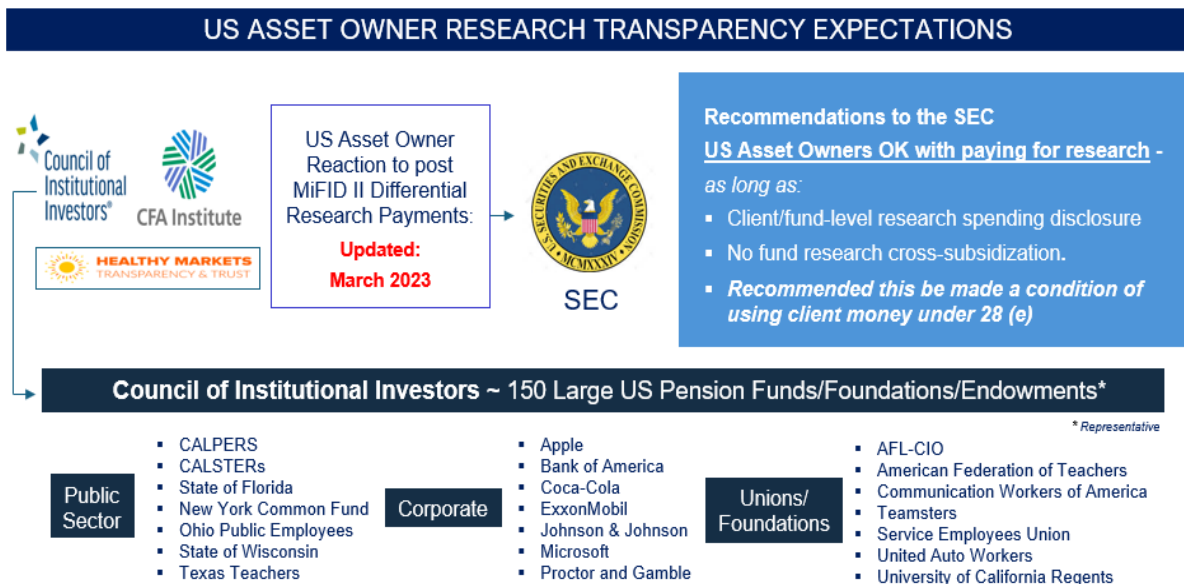 US ASSET OWNER RESEARCH TRANSPARENCY EXPECTATIONS
Council of
Institutional
Investors®
CFA Institute
HEALTHY MARKETS
TRANSPARENCY & TRUST
US Asset Owner
Reaction to post
MiFID II Differential
Research Payments:
Updated:
March 2023
U.S. SECURITIES AND EXCHANGE COMMISSION
MCMXXXIV
SEC
Recommendations to the SEC
US Asset Owners OK with paying for research -
as long as:
▪ Client/fund-level research spending disclosure
▪ No fund research cross-subsidization.
▪ Recommended this be made a condition of
using client money under 28 (e)
Council of Institutional Investors ~ 150 Large US Pension Funds/Foundations/Endowments*
* Representative
Public
Sector
▪ CALPERS
▪ CALSTERs
▪ State of Florida
▪ New York Common Fund
▪ Ohio Public Employees
▪ State of Wisconsin
▪ Texas Teachers
Corporate
▪ Apple
▪ Bank of America
▪ Coca-Cola
▪ ExxonMobil
▪ Johnson & Johnson
▪ Microsoft
▪ Proctor and Gamble
Unions/
Foundations
▪ AFL-CIO
▪ American Federation of Teachers
▪ Communication Workers of America
▪ Teamsters
▪ Service Employees Union
▪ United Auto Workers
▪ University of California Regents